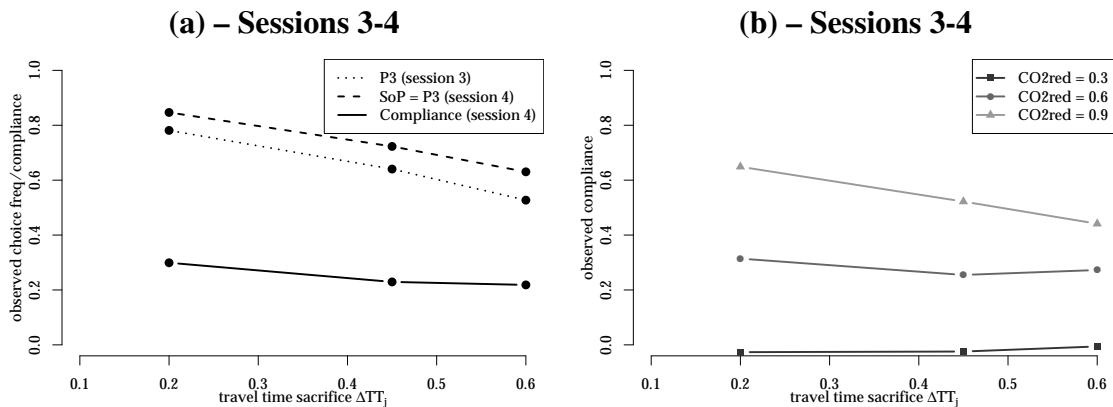 (a) – Sessions 3-4
observed choice freq/compliance
1.0
0.8
0.6
0.4
0.2
0.0
P3 (session 3)
SoP = P3 (session 4)
Compliance (session 4)
0.1 0.2 0.3 0.4 0.5 0.6
travel time sacrifice ΔTTj
(b) – Sessions 3-4
observed compliance
1.0
0.8
0.6
0.4
0.2
0.0
CO2red = 0.3
CO2red = 0.6
CO2red = 0.9
0.1 0.2 0.3 0.4 0.5 0.6
travel time sacrifice ΔTTj